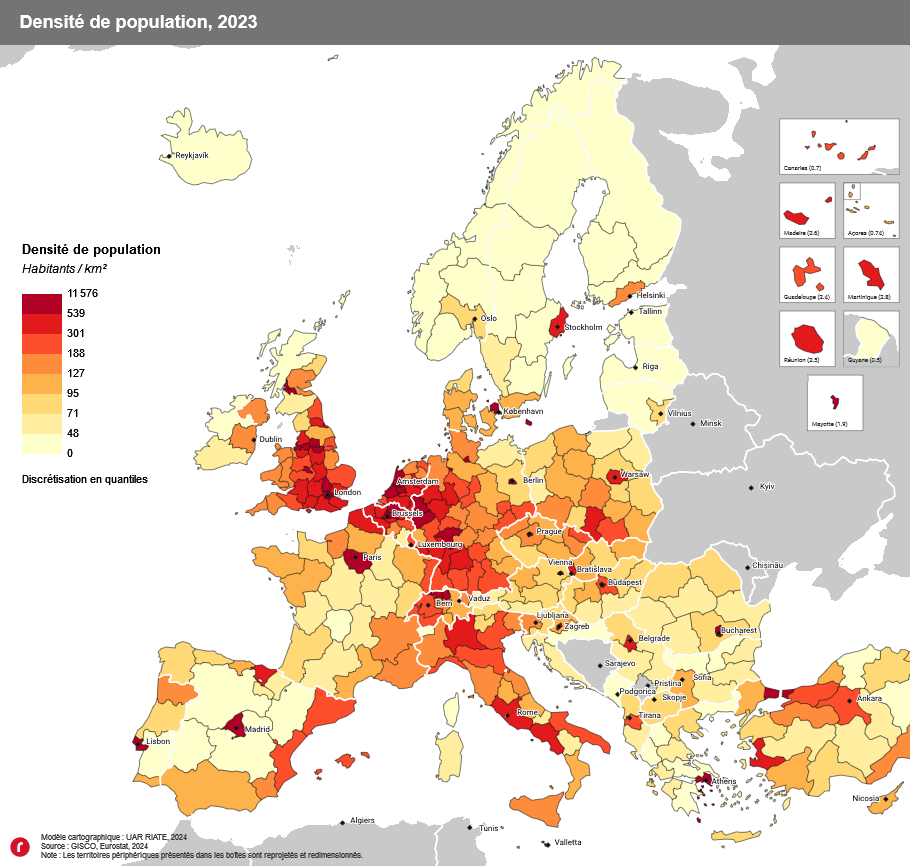 Densité de population, 2023
Reykjavík
Canaries (0.7)
Madeire (2.6)
Açores (0.74)
Guadeloupe (2.4)
Martinique (2.8)
Réunion (2.5)
Guyane (0.5)
Mayotte (1.9)
Densité de population
Habitants / km²
11 576
539
301
188
127
95
71
48
0
Discrétisation en quantiles
Helsinki
Tallinn
Oslo
Stockholm
Riga
København
Vilnius
Minsk
Dublin
Berlin
Warsaw
Amsterdam
London
Kyiv
Brussels
Prague
Luxembourg
Paris
Vienna
Bratislava
Chisinău
Budapest
Bern
Vaduz
Ljubljana
Zagreb
Bucharest
Belgrade
Sarajevo
Sofia
Pristina
Podgorica
Skopje
Ankara
Rome
Tirana
Madrid
Lisbon
Athens
Nicosia
Algiers
Tunis
Valletta
r
Modèle cartographique : UAR RIATE, 2024
Source : GISCO, Eurostat, 2024
Note : Les territoires périphériques présentés dans les boîtes sont reprojetés et redimensionnés.